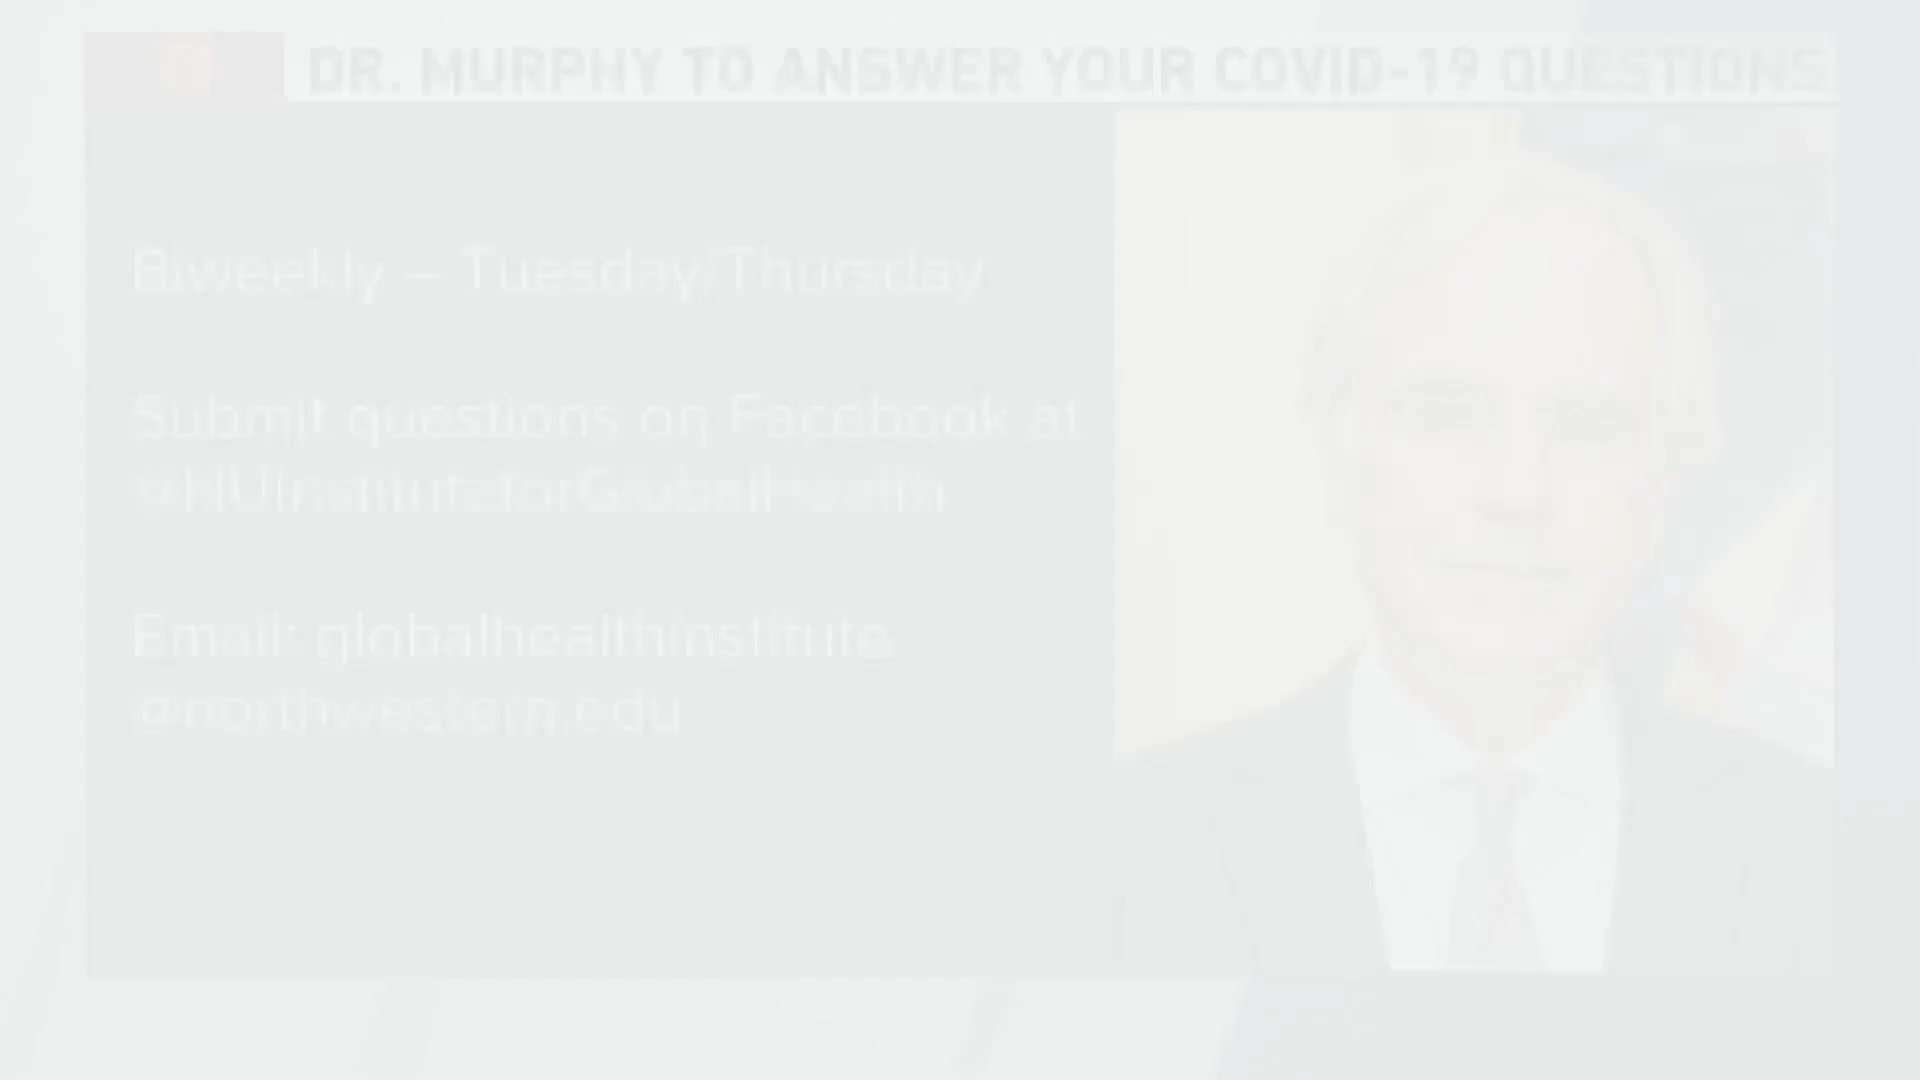 DR. MURPHY TO ANSWER YOUR COVID-19 QUESTIONS
Biweekly – Tuesday/Thursday
Submit questions on Facebook at
@NUInstituteforGlobalHealth
Email: globalhealthinstitute
@northwestern.edu